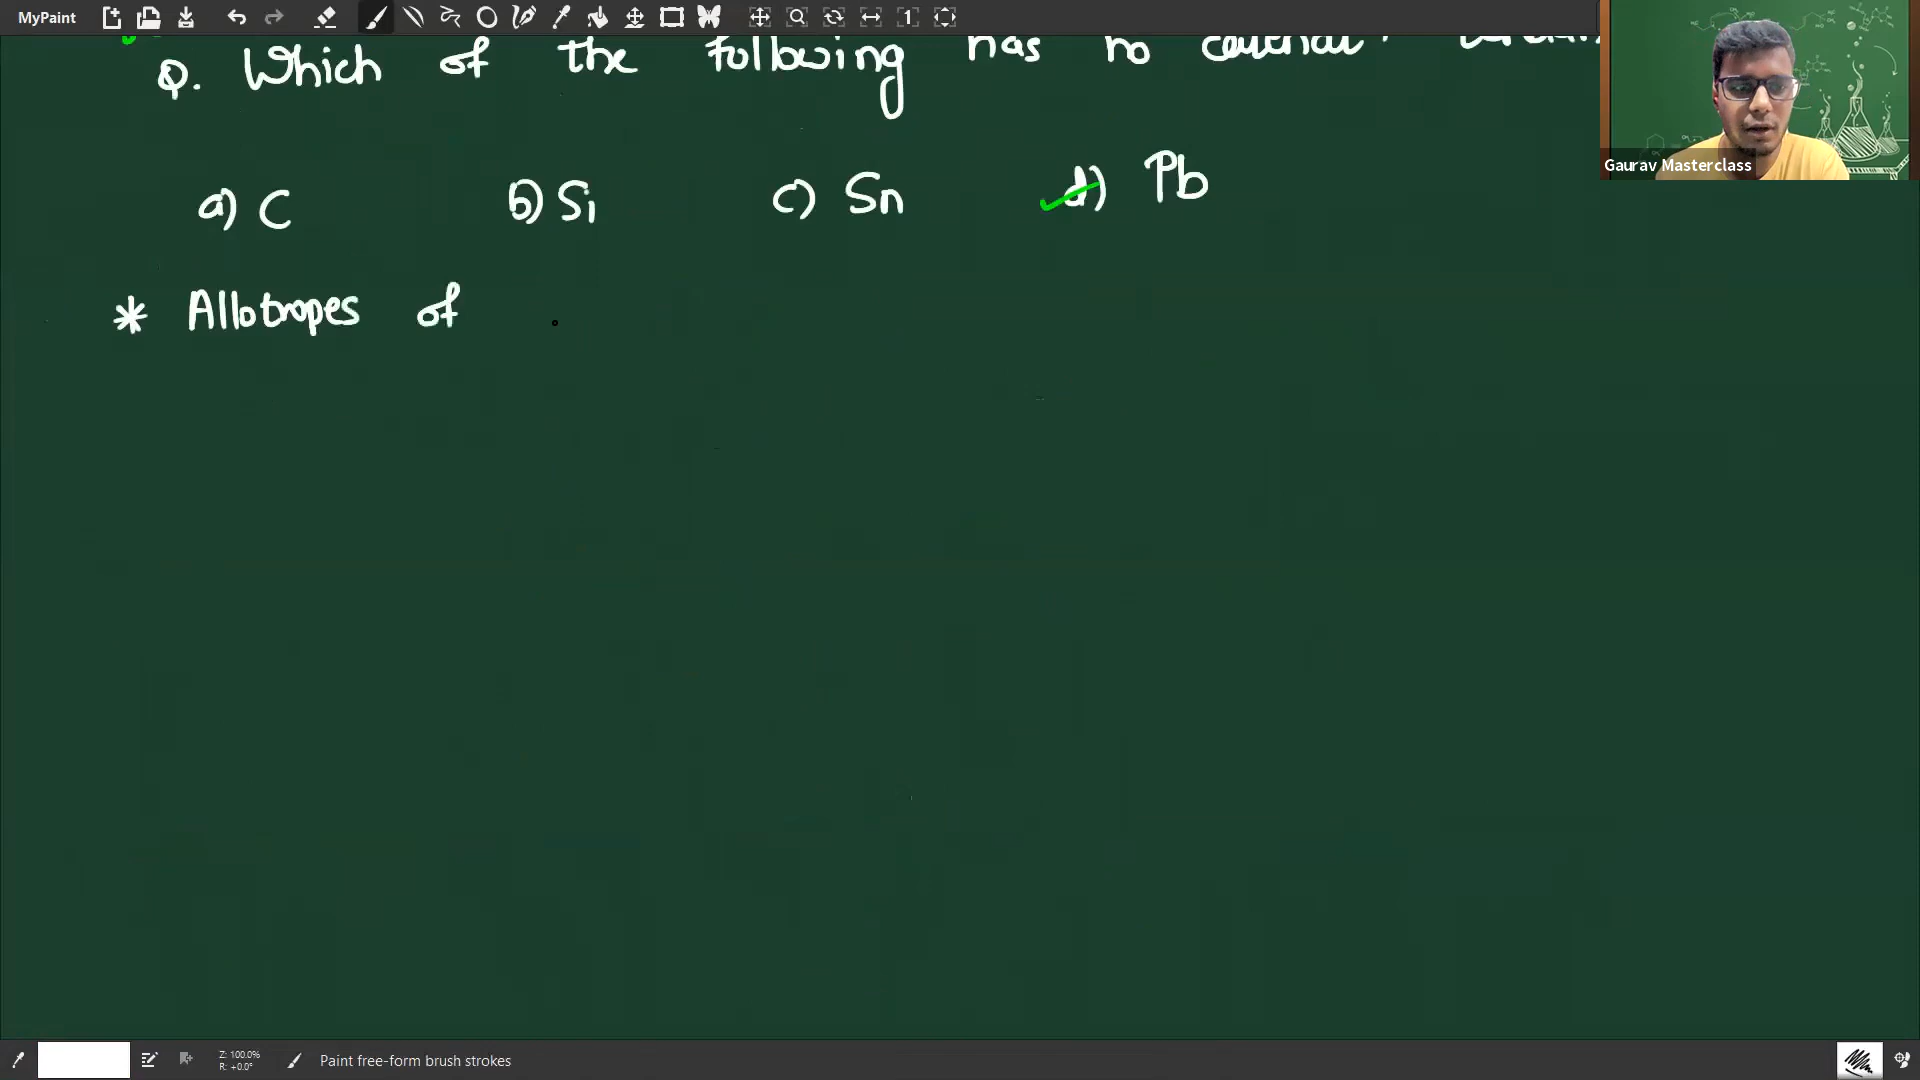 MyPaint
Q. Which of the following has no
Gaurav Masterclass
a) C b) Si c) Sn d) Pb
* Allotropes of
Z: 100.0%
R: +0.0°
Paint free-form brush strokes